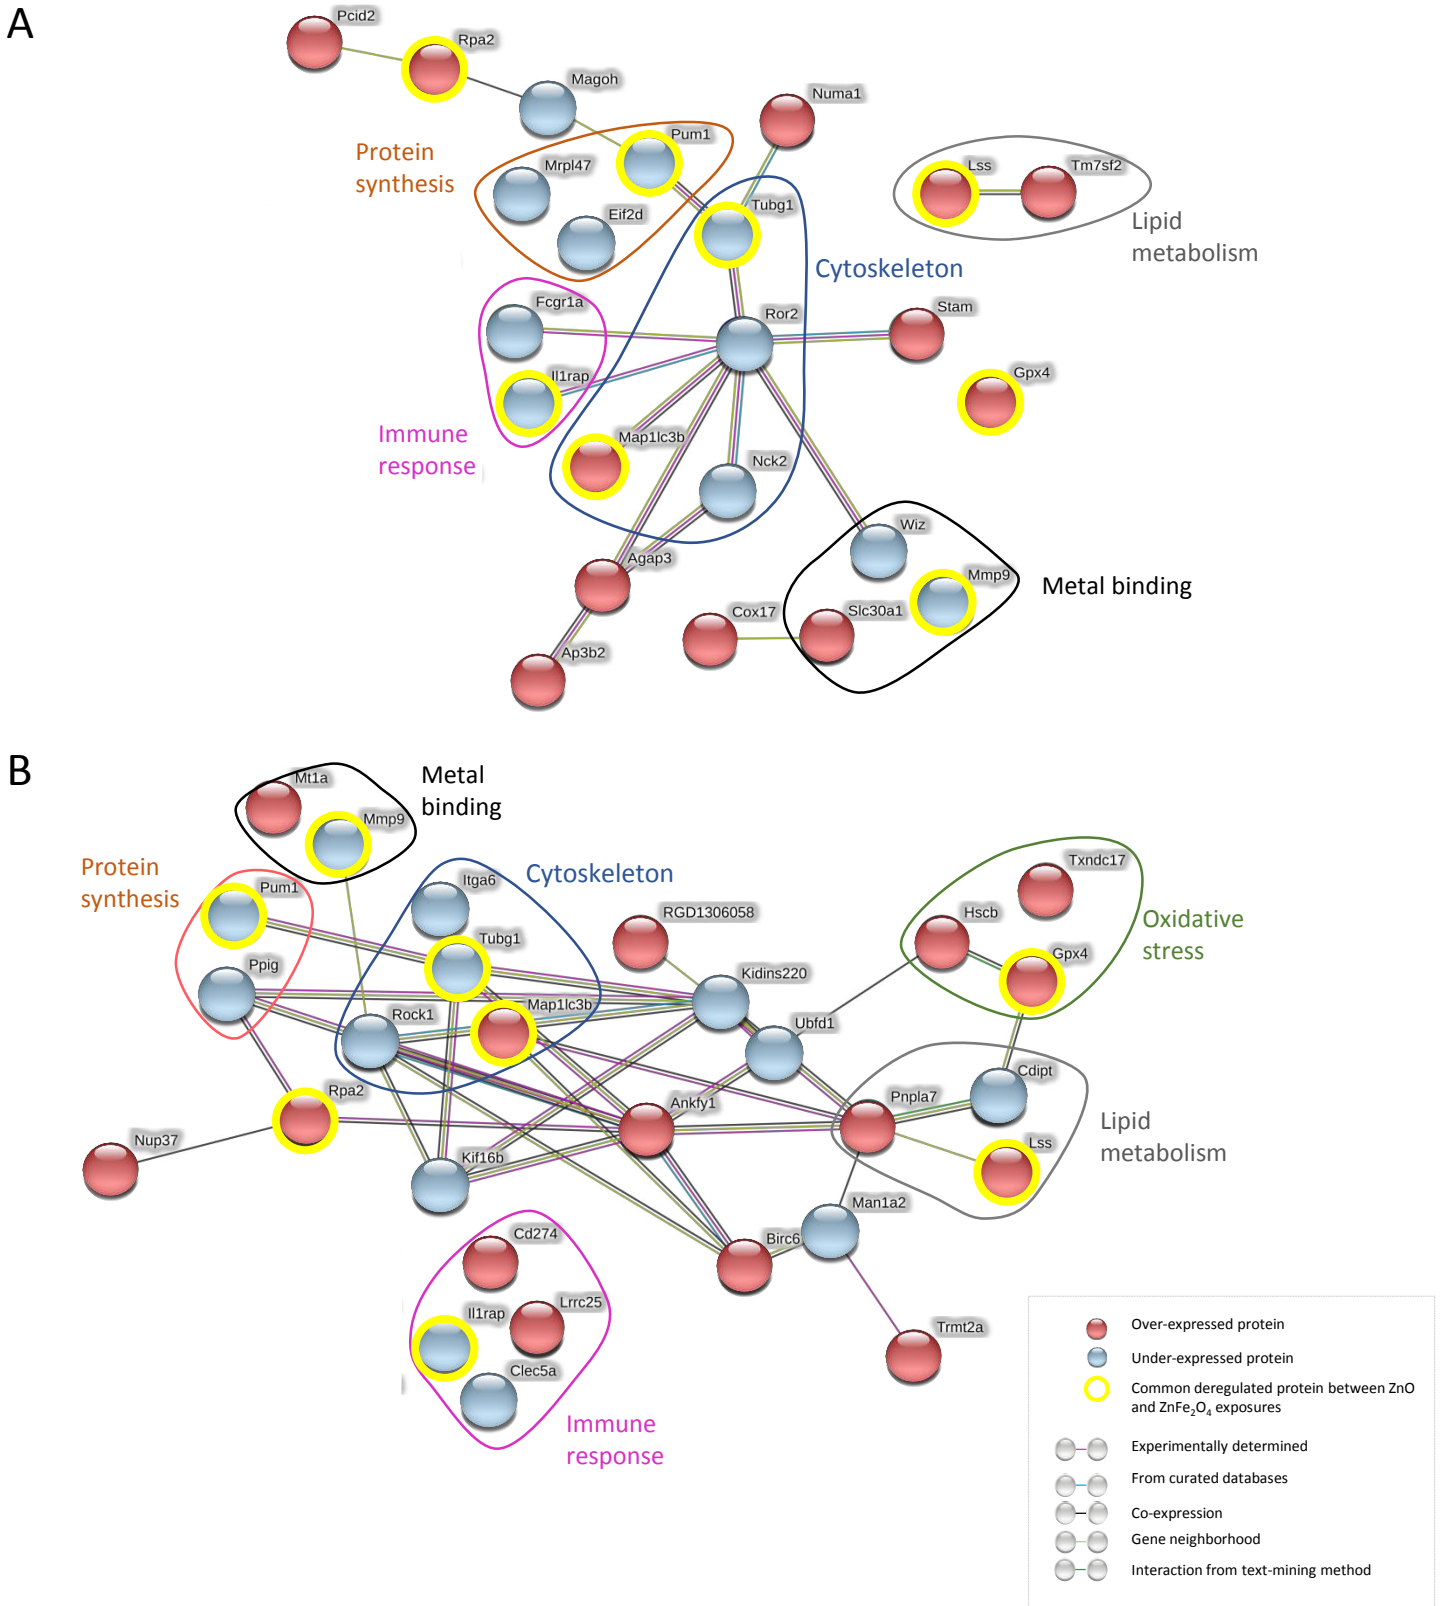 A
Pcid2
Rpa2
Magoh
Numa1
Pum1
Protein
synthesis
Mrpl47
Eif2d
Tubg1
Lss
Tm7sf2
Lipid
metabolism
Cytoskeleton
Fcgr1a
Ror2
Stam
Il1rap
Gpx4
Immune
response
Map1lc3b
Nck2
Wiz
Agap3
Mmp9
Metal binding
Cox17
Slc30a1
Ap3b2
B
Mt1a
Metal
binding
Mmp9
Protein
synthesis
Pum1
Itga6
Cytoskeleton
Txndc17
RGD1306058
Hscb
Oxidative
stress
Tubg1
Gpx4
Ppig
Kidins220
Map1lc3b
Rock1
Ubfd1
Cdipt
Rpa2
Ankfy1
Pnpla7
Lipid
metabolism
Nup37
Lss
Kif16b
Man1a2
Cd274
Birc6
Il1rap
Lrrc25
Trmt2a
Clec5a
Immune
response
Over-expressed protein
Under-expressed protein
Common deregulated protein between ZnO
and ZnFe₂O₄ exposures
Experimentally determined
From curated databases
Co-expression
Gene neighborhood
Interaction from text-mining method